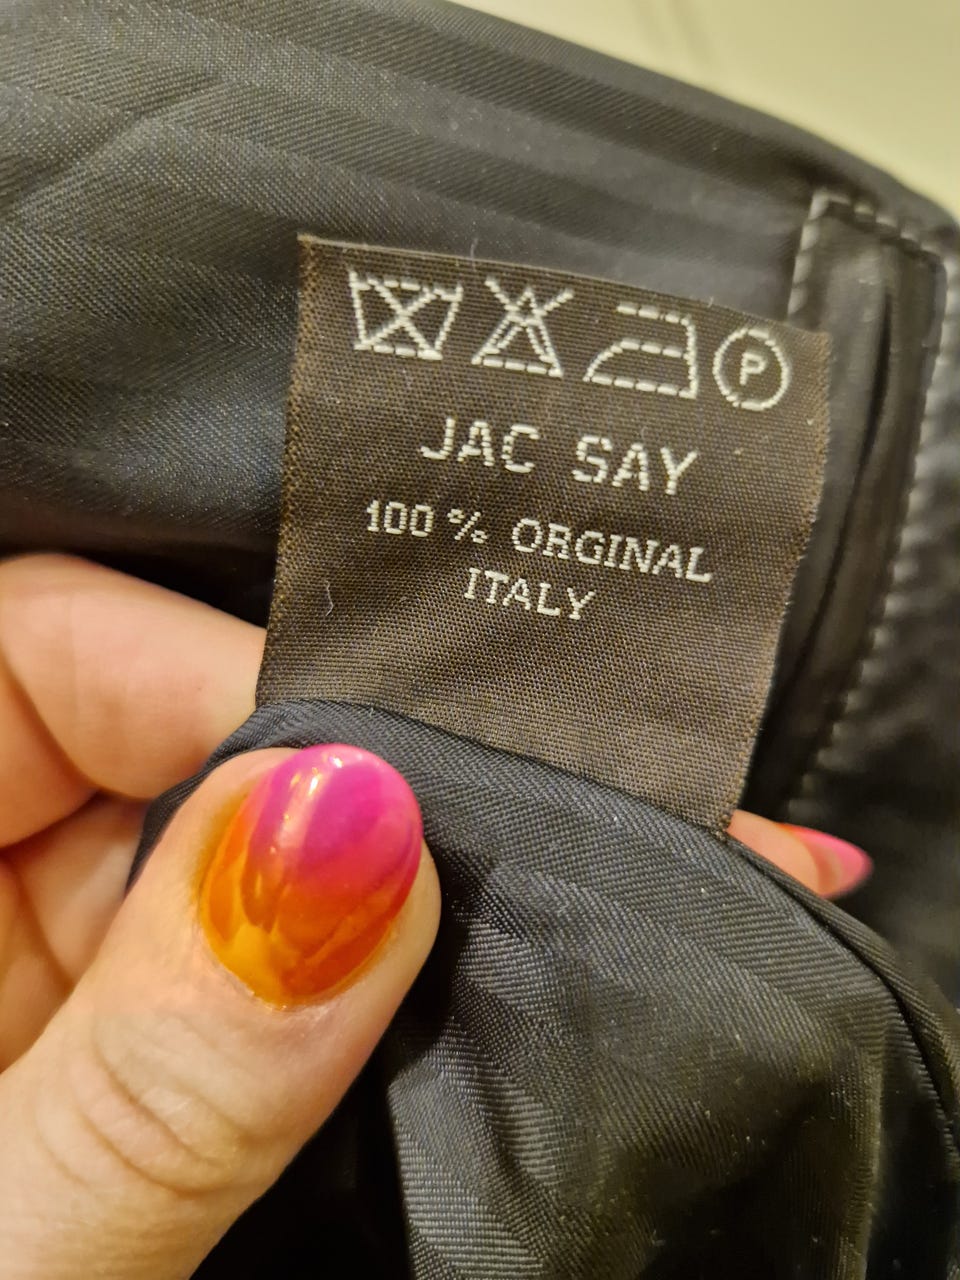 P
JAC SAY
100% ORGINAL
ITALY